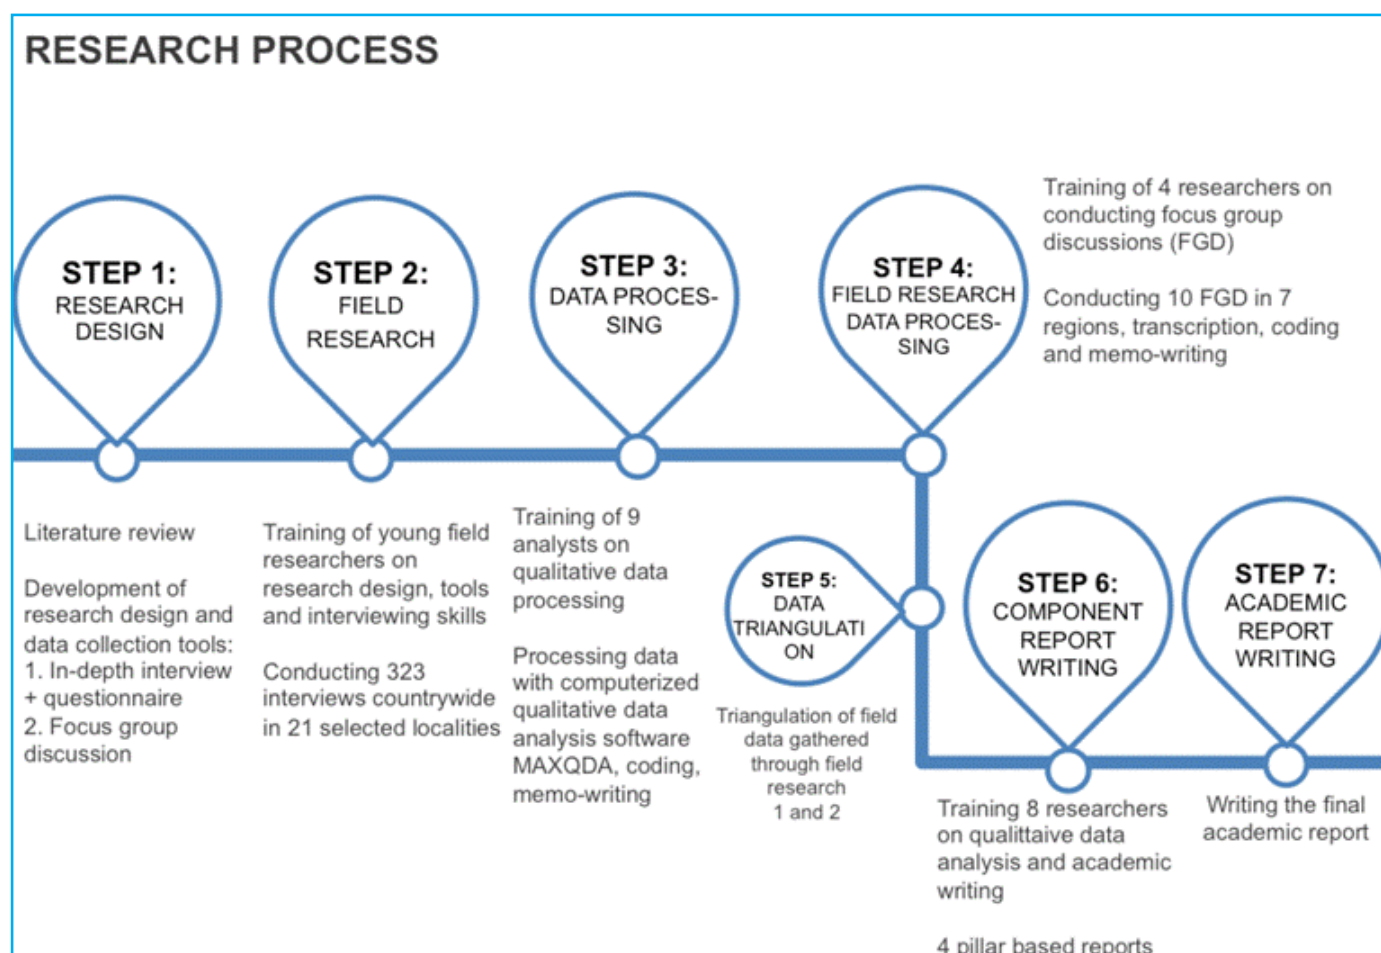 RESEARCH PROCESS
STEP 1:
RESEARCH
DESIGN
Literature review
Development of
research design and
data collection tools:
1. In-depth interview
+ questionnaire
2. Focus group
discussion
STEP 2:
FIELD
RESEARCH
Training of young field
researchers on
research design, tools
and interviewing skills
Conducting 323
interviews countrywide
in 21 selected localities
STEP 3:
DATA PROCES-
SING
Training of 9
analysts on
qualitative data
processing
Processing data
with computerized
qualitative data
analysis software
MAXQDA, coding,
memo-writing
STEP 4:
FIELD RESEARCH
DATA PROCES-
SING
Training of 4 researchers on
conducting focus group
discussions (FGD)
Conducting 10 FGD in 7
regions, transcription, coding
and memo-writing
STEP 5:
DATA
TRIANGULATI
ON
Triangulation of field
data gathered
through field
research
1 and 2
STEP 6:
COMPONENT
REPORT
WRITING
Training 8 researchers
on qualittaive data
analysis and academic
writing
4 pillar based reports
STEP 7:
ACADEMIC
REPORT
WRITING
Writing the final
academic report